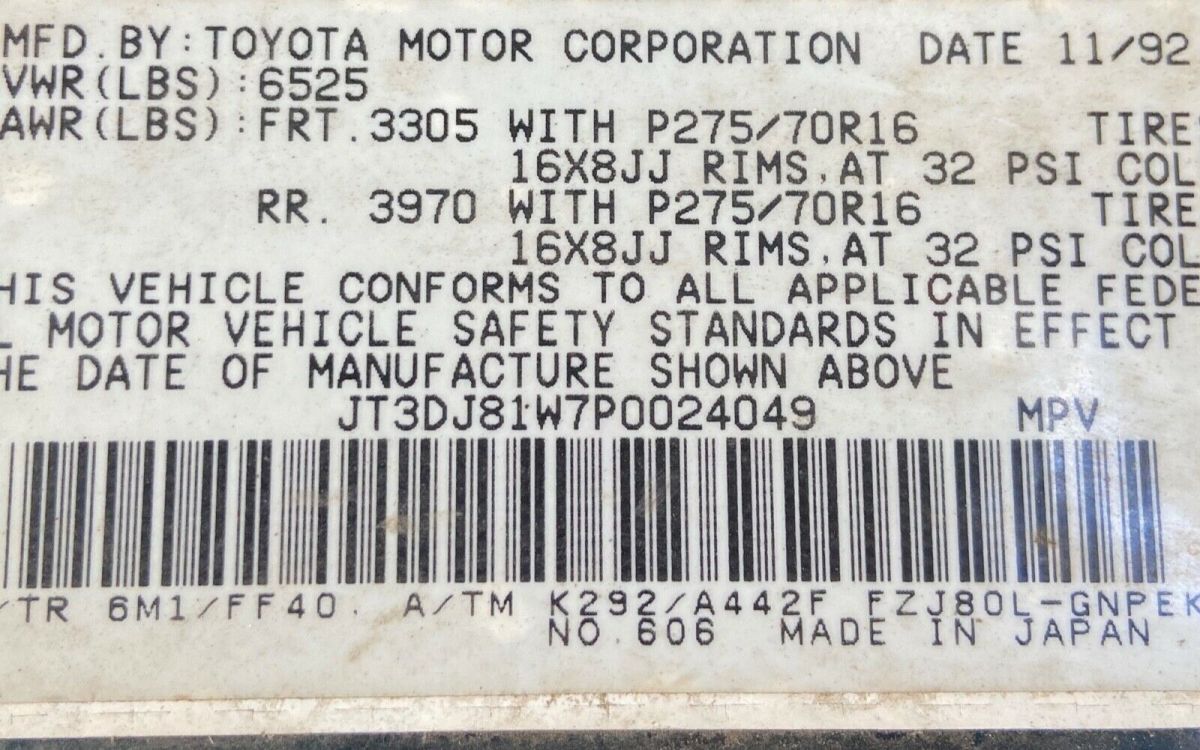 MFD.BY:TOYOTA MOTOR CORPORATION DATE 11/92
VWR(LBS):6525
AWR(LBS):FRT.3305 WITH P275/70R16 TIRE
16X8JJ RIMS,AT 32 PSI COL
RR. 3970 WITH P275/70R16 TIRE
16X8JJ RIMS,AT 32 PSI COL
HIS VEHICLE CONFORMS TO ALL APPLICABLE FEDE
L MOTOR VEHICLE SAFETY STANDARDS IN EFFECT
HE DATE OF MANUFACTURE SHOWN ABOVE
JT3DJ81W7P0024049 MPV
/TR 6M1/FF40. A/TM K292/A442F FZJ80L-GNPEK
NO.606 MADE IN JAPAN